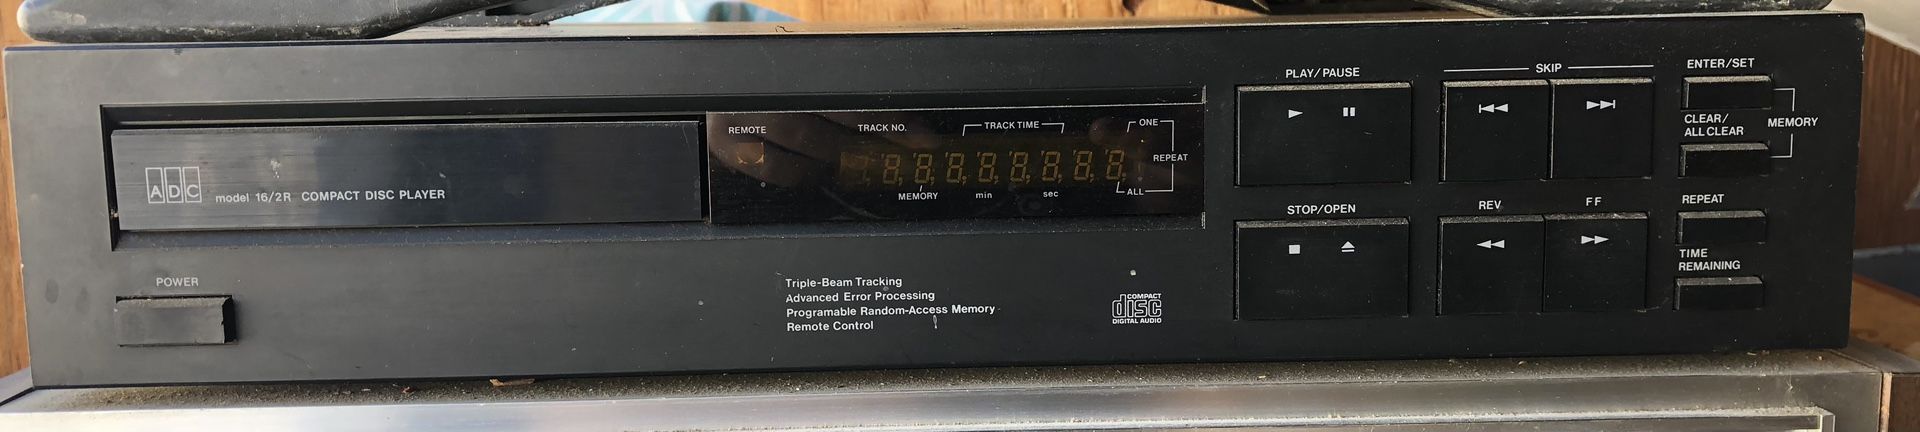 ADC
model 16/2R COMPACT DISC PLAYER
POWER
REMOTE
TRACK NO.
TRACK TIME
ONE
REPEAT
ALL
MEMORY
min
sec
Triple-Beam Tracking
Advanced Error Processing
Programable Random-Access Memory
Remote Control
COMPACT
disc
DIGITAL AUDIO
PLAY/PAUSE
SKIP
STOP/OPEN
REV
FF
ENTER/SET
CLEAR/
ALL CLEAR
MEMORY
REPEAT
TIME
REMAINING